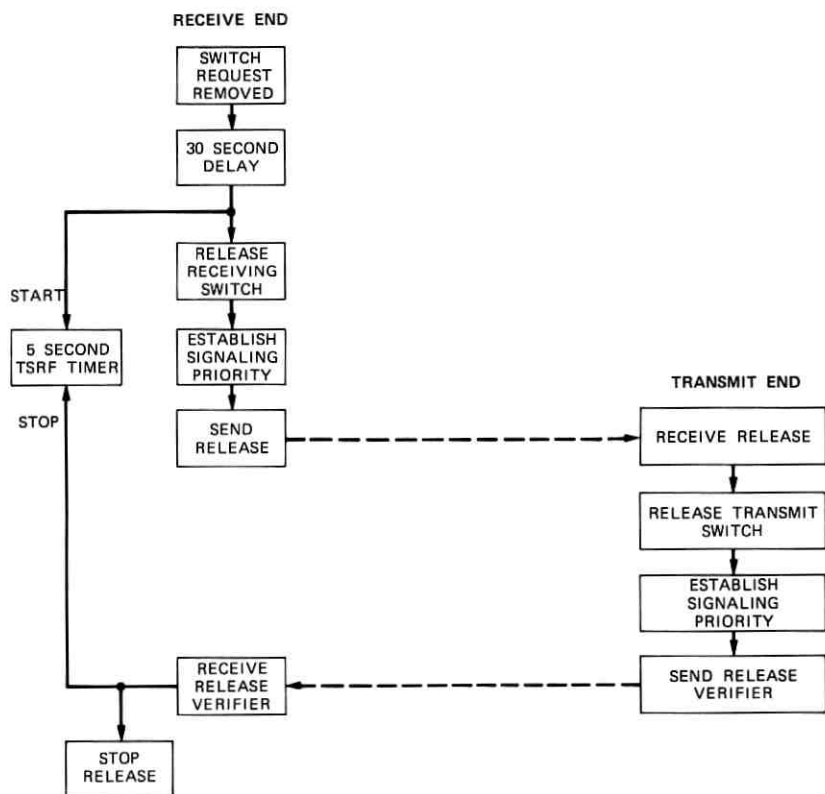 RECEIVE END
SWITCH
REQUEST
REMOVED
30 SECOND
DELAY
RELEASE
RECEIVING
SWITCH
START
5 SECOND
TSRF TIMER
ESTABLISH
SIGNALING
PRIORITY
STOP
SEND
RELEASE
TRANSMIT END
RECEIVE RELEASE
RELEASE TRANSMIT
SWITCH
ESTABLISH
SIGNALING
PRIORITY
SEND RELEASE
VERIFIER
RECEIVE
RELEASE
VERIFIER
STOP
RELEASE